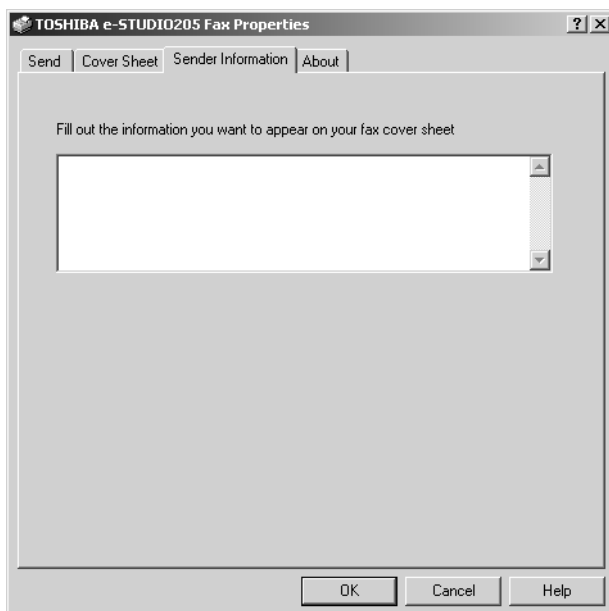 TOSHIBA e-STUDIO205 Fax Properties
Send Cover Sheet Sender Information About
Fill out the information you want to appear on your fax cover sheet
OK Cancel Help